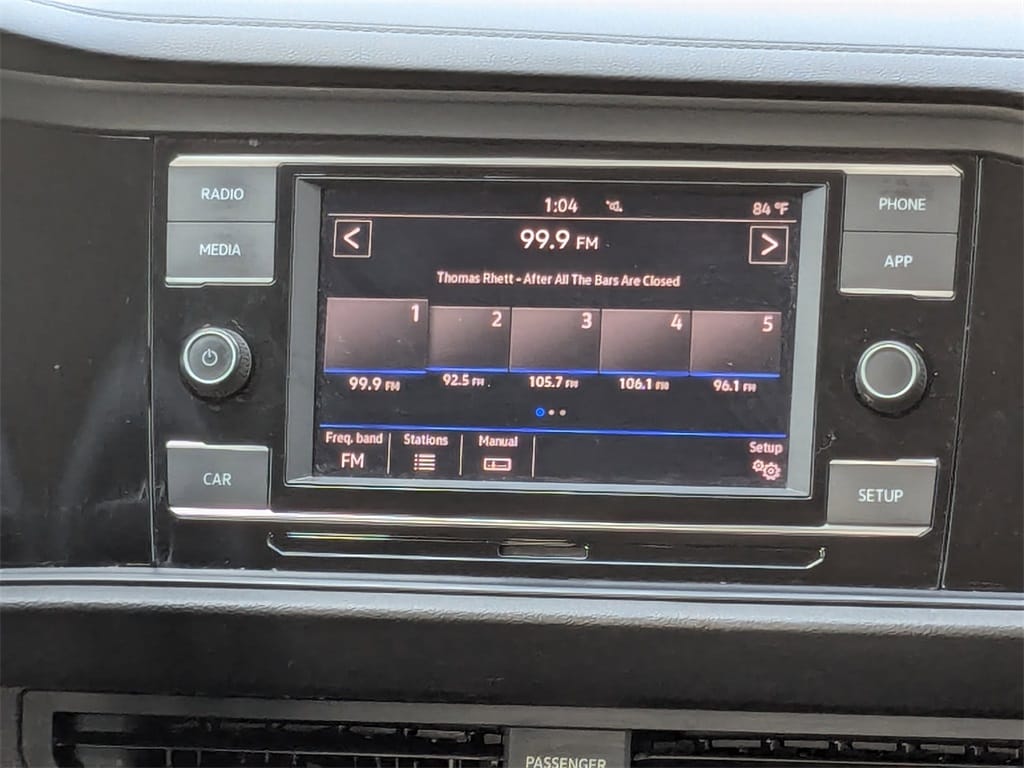 RADIO
MEDIA
CAR
1:04
84 °F
<
99.9 FM
>
Thomas Rhett - After All The Bars Are Closed
1 2 3 4 5
99.9 FM 92.5 FM 105.7 FM 106.1 FM 96.1 FM
Freq. band Stations Manual Setup
FM
PHONE
APP
SETUP
PASSENGER